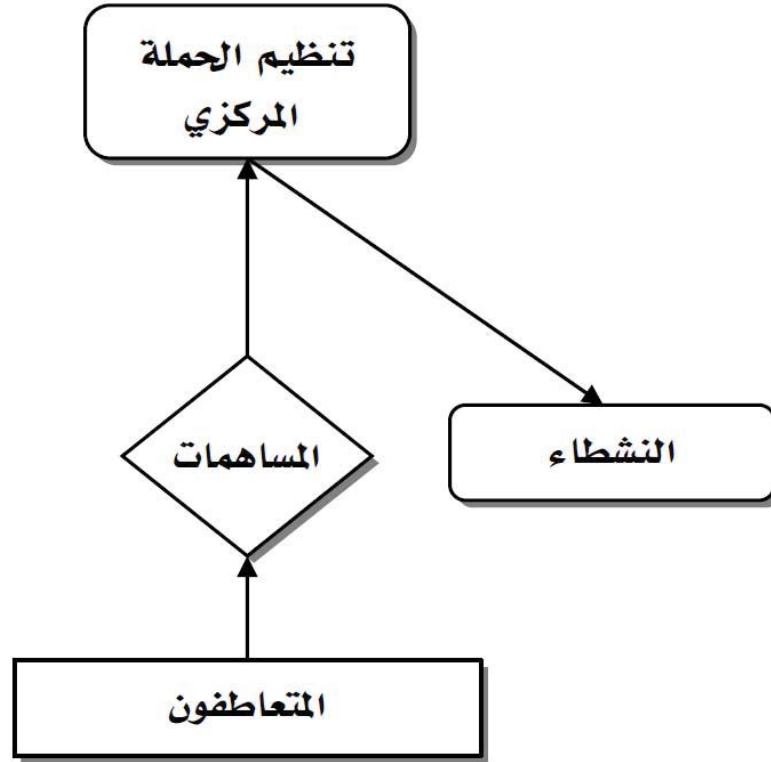 تنظيم الحملة
المركزي
المساهمات
النشطاء
المتعاطفون